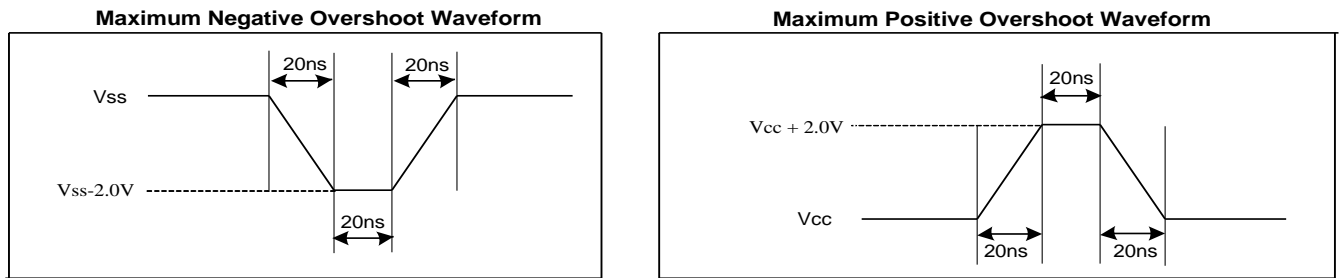 Maximum Negative Overshoot Waveform
20ns
20ns
Vss
Vss-2.0V
20ns
Maximum Positive Overshoot Waveform
20ns
Vcc + 2.0V
Vcc
20ns
20ns